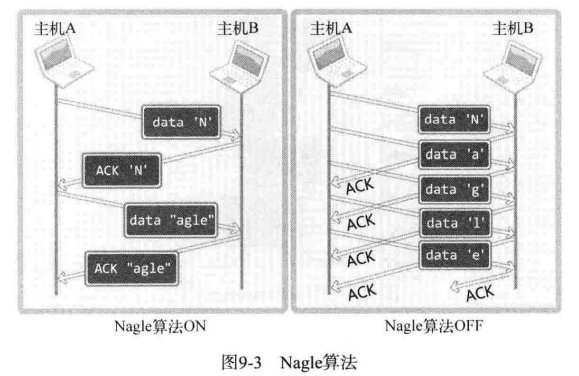 主机A
主机B
data 'N'
ACK 'N'
data "agle"
ACK "agle"
Nagle算法ON
主机A
主机B
data 'N'
data 'a'
ACK
data 'g'
ACK
data 'l'
ACK
data 'e'
ACK
ACK
Nagle算法OFF
图9-3 Nagle算法